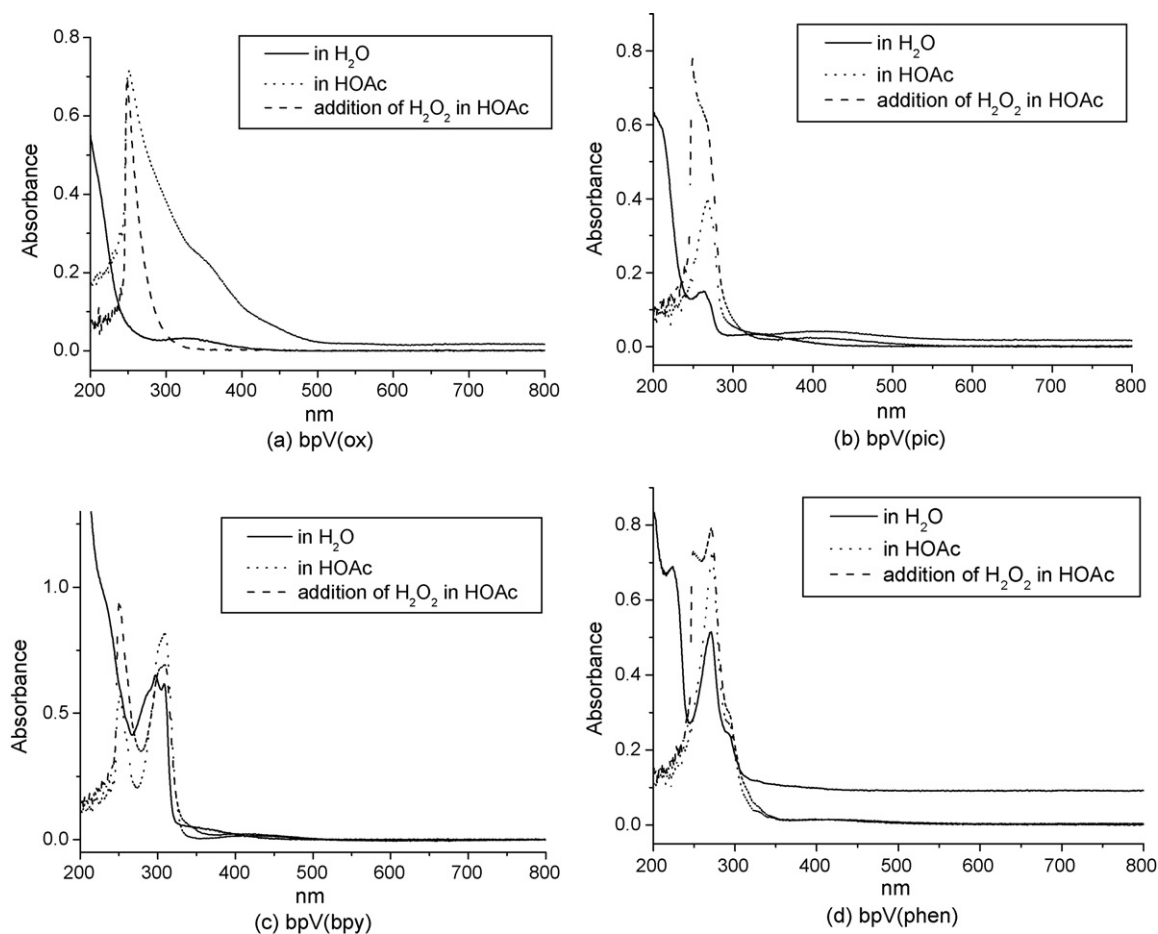 in H₂O
in HOAc
addition of H₂O₂ in HOAc
0.8
0.6
0.4
0.2
0.0
Absorbance
200 300 400 500 600 700 800
nm
(a) bpV(ox)
in H₂O
in HOAc
addition of H₂O₂ in HOAc
0.8
0.6
0.4
0.2
0.0
Absorbance
200 300 400 500 600 700 800
nm
(b) bpV(pic)
in H₂O
in HOAc
addition of H₂O₂ in HOAc
1.0
0.5
0.0
Absorbance
200 300 400 500 600 700 800
nm
(c) bpV(bpy)
in H₂O
in HOAc
addition of H₂O₂ in HOAc
0.8
0.6
0.4
0.2
0.0
Absorbance
200 300 400 500 600 700 800
nm
(d) bpV(phen)